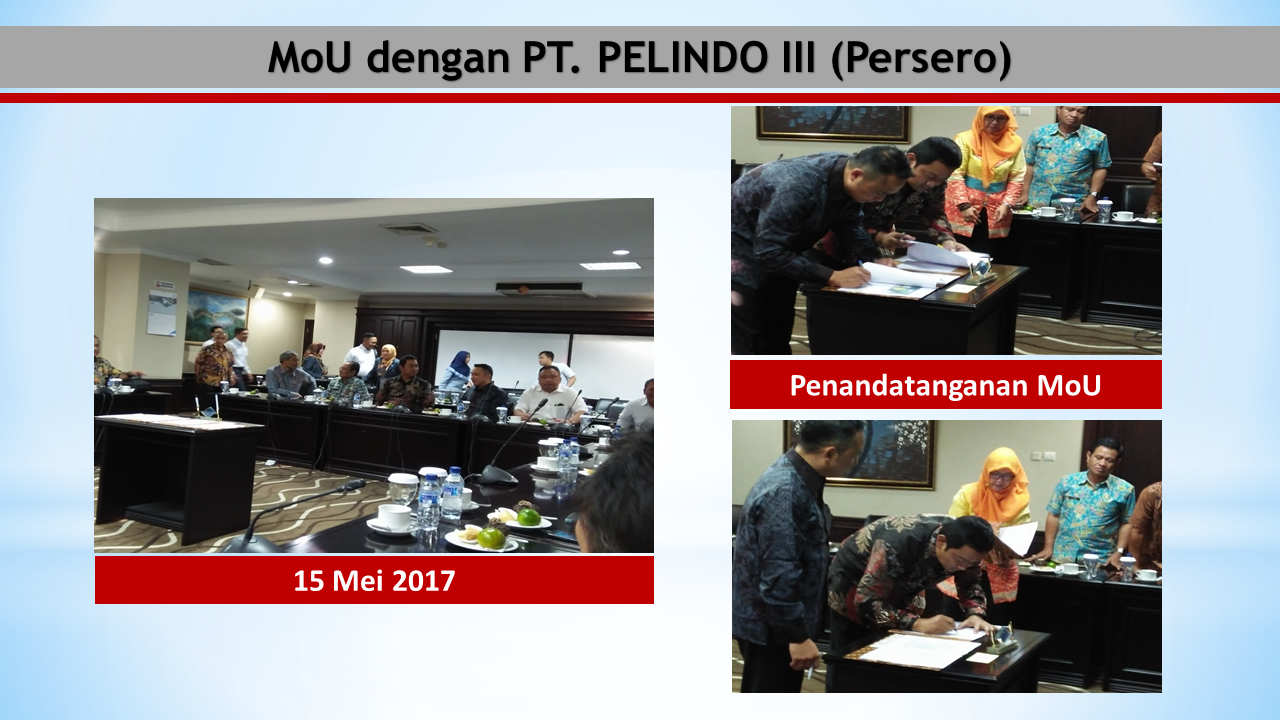 MoU dengan PT. PELINDO III (Persero)
Penandatanganan MoU
15 Mei 2017